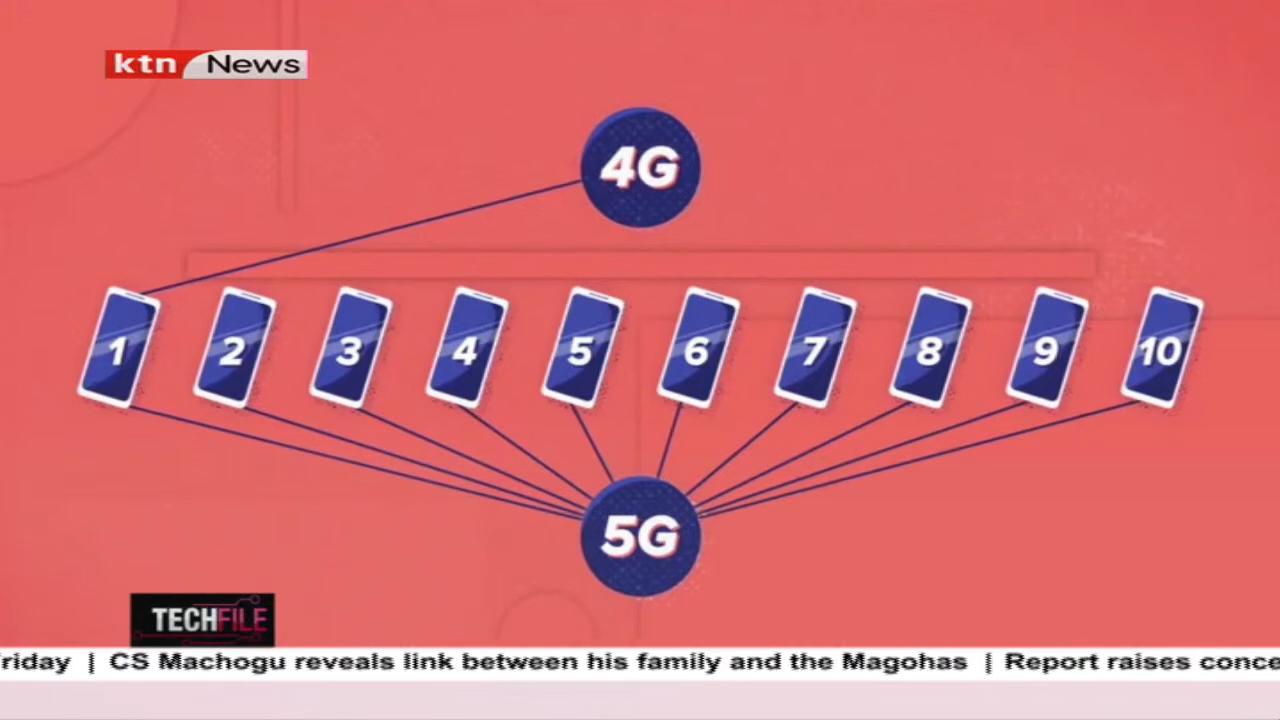 ktn News
4G
1 2 3 4 5 6 7 8 9 10
5G
TECHFILE
riday | CS Machogu reveals link between his family and the Magohas | Report raises conce